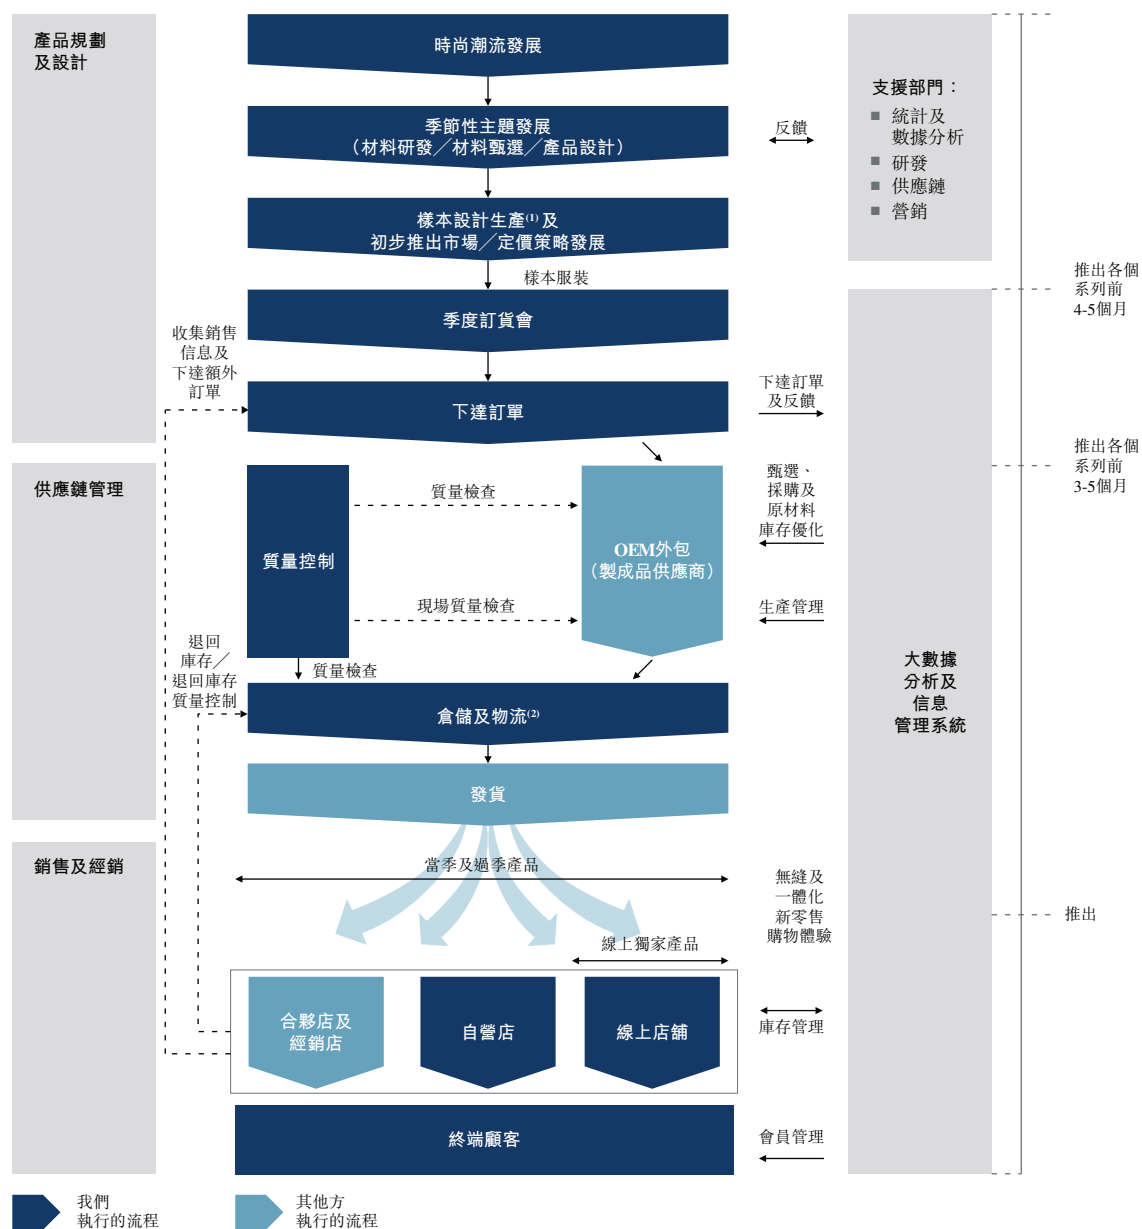 產品規劃
及設計
時尚潮流發展
季節性主題發展
（材料研發／材料甄選／產品設計）
反饋
支援部門：
■ 統計及
數據分析
■ 研發
■ 供應鏈
■ 營銷
樣本設計生產(1) 及
初步推出市場／定價策略發展
樣本服裝
推出各個
系列前
4-5個月
季度訂貨會
收集銷售
信息及
下達額外
訂單
下達訂單
下達訂單
及反饋
推出各個
系列前
3-5個月
供應鏈管理
質量控制
質量檢查
OEM外包
（製成品供應商）
甄選、
採購及
原材料
庫存優化
現場質量檢查
生產管理
退回
庫存／
退回庫存
質量控制
質量檢查
大數據
分析及
信息
管理系統
倉儲及物流(2)
發貨
銷售及經銷
當季及過季產品
無縫及
一體化
新零售
購物體驗
推出
線上獨家產品
合夥店及
經銷店
自營店
線上店舖
庫存管理
終端顧客
會員管理
我們
執行的流程
其他方
執行的流程